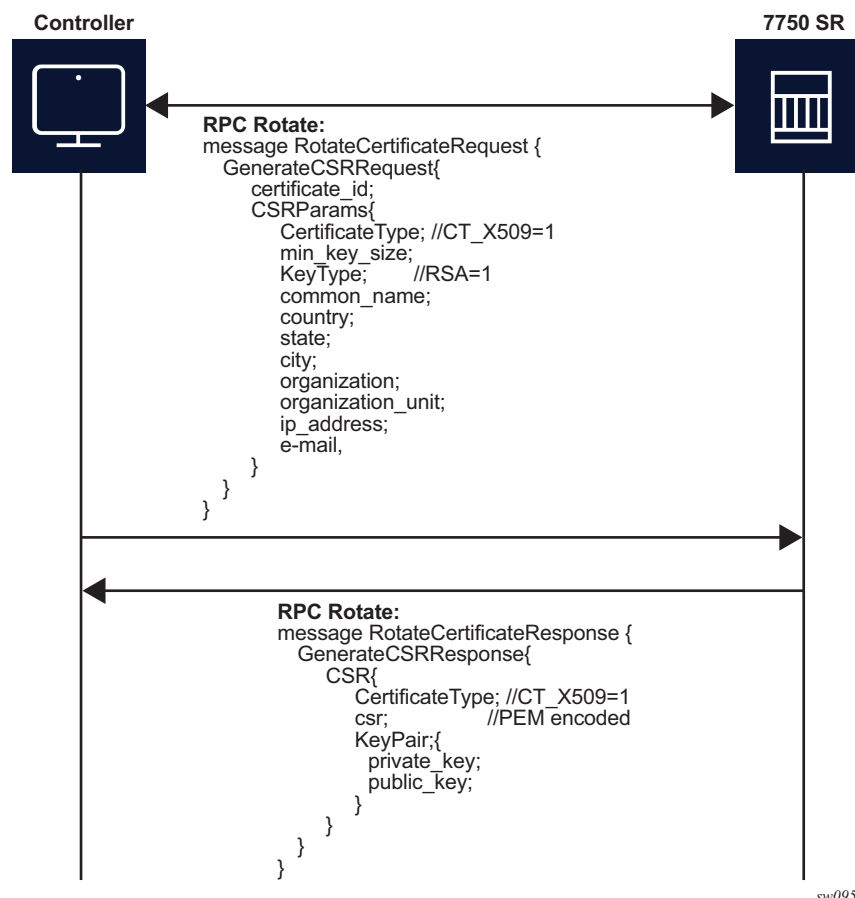 Controller
7750 SR
RPC Rotate:
message RotateCertificateRequest {
GenerateCSRRequest{
certificate_id;
CSRParams{
CertificateType; //CT_X509=1
min_key_size;
KeyType; //RSA=1
common_name;
country;
state;
city;
organization;
organization_unit;
ip_address;
e-mail,
}
}
}
RPC Rotate:
message RotateCertificateResponse {
GenerateCSRResponse{
CSR{
CertificateType; //CT_X509=1
csr; //PEM encoded
KeyPair;{
private_key;
public_key;
}
}
}
}